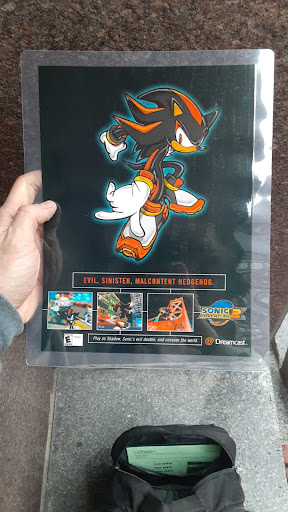 EVIL, SINISTER, MALCONTENT HEDGEHOG.
SONIC
ADVENTURE 2
E
Play as Shadow, Sonic's evil double, and conquer the world.
Dreamcast.